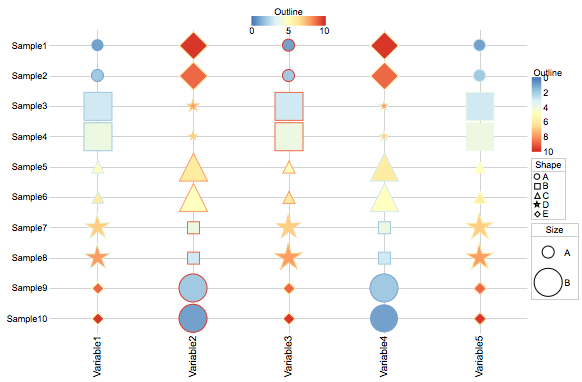 Outline
0 5 10
Sample1
Sample2
Sample3
Sample4
Sample5
Sample6
Sample7
Sample8
Sample9
Sample10
Variable1
Variable2
Variable3
Variable4
Variable5
Outline
0
2
4
6
8
10
Shape
A
B
C
D
E
Size
A
B